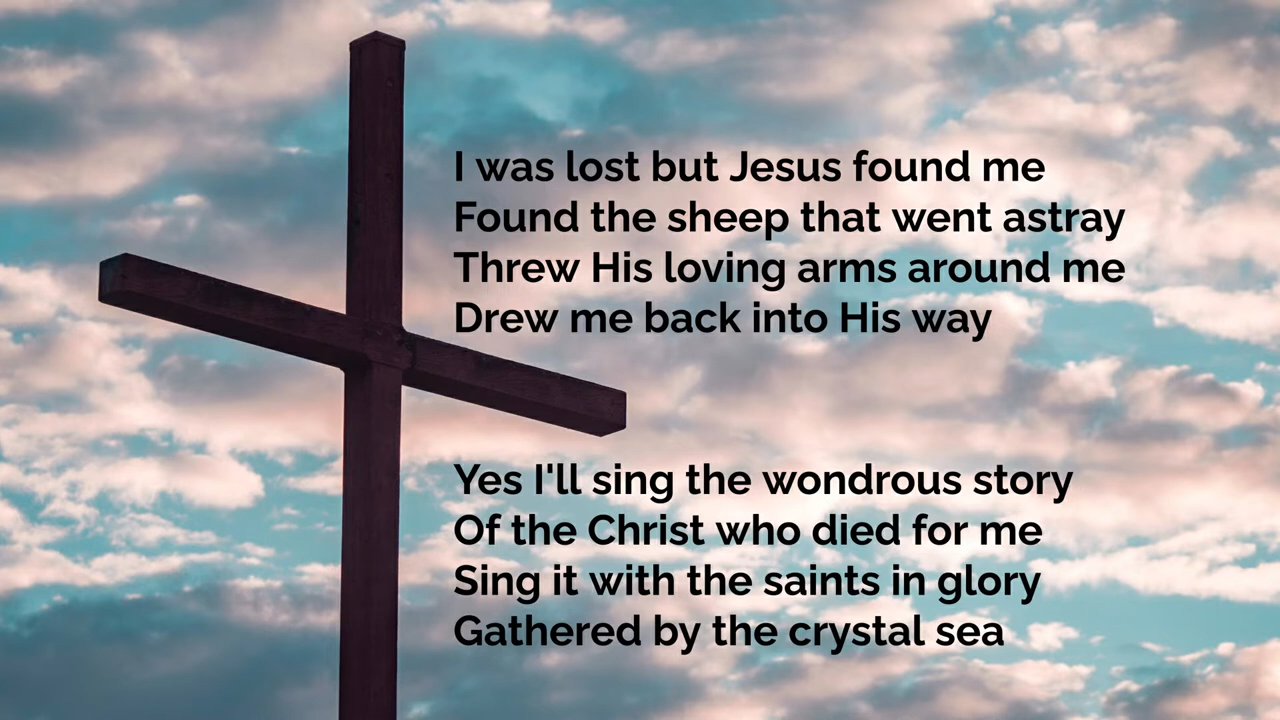 I was lost but Jesus found me
Found the sheep that went astray
Threw His loving arms around me
Drew me back into His way
Yes I'll sing the wondrous story
Of the Christ who died for me
Sing it with the saints in glory
Gathered by the crystal sea